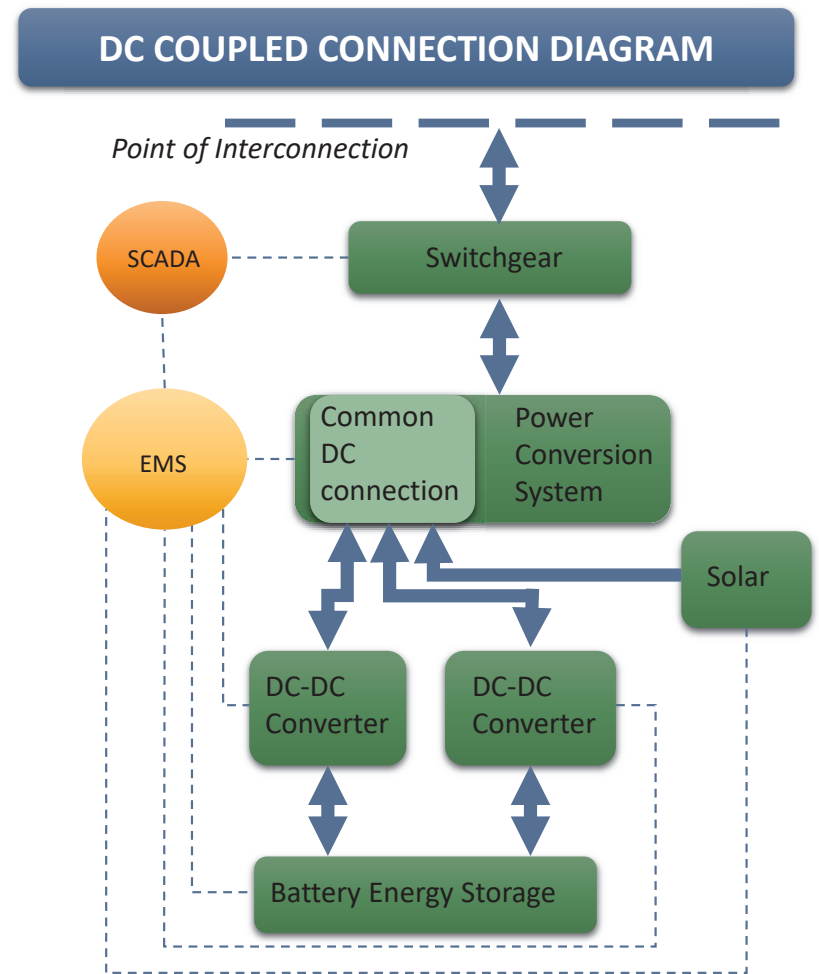 DC COUPLED CONNECTION DIAGRAM
Point of Interconnection
SCADA
Switchgear
EMS
Common
DC
connection
Power
Conversion
System
Solar
DC-DC
Converter
DC-DC
Converter
Battery Energy Storage